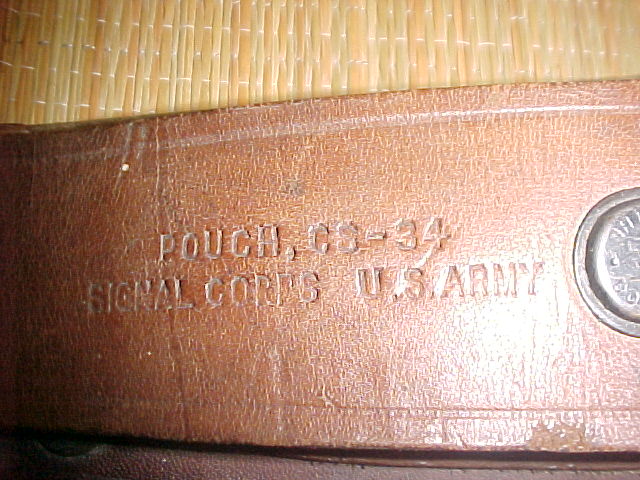 POUCH, CS-34
SIGNAL CORPS U.S. ARMY